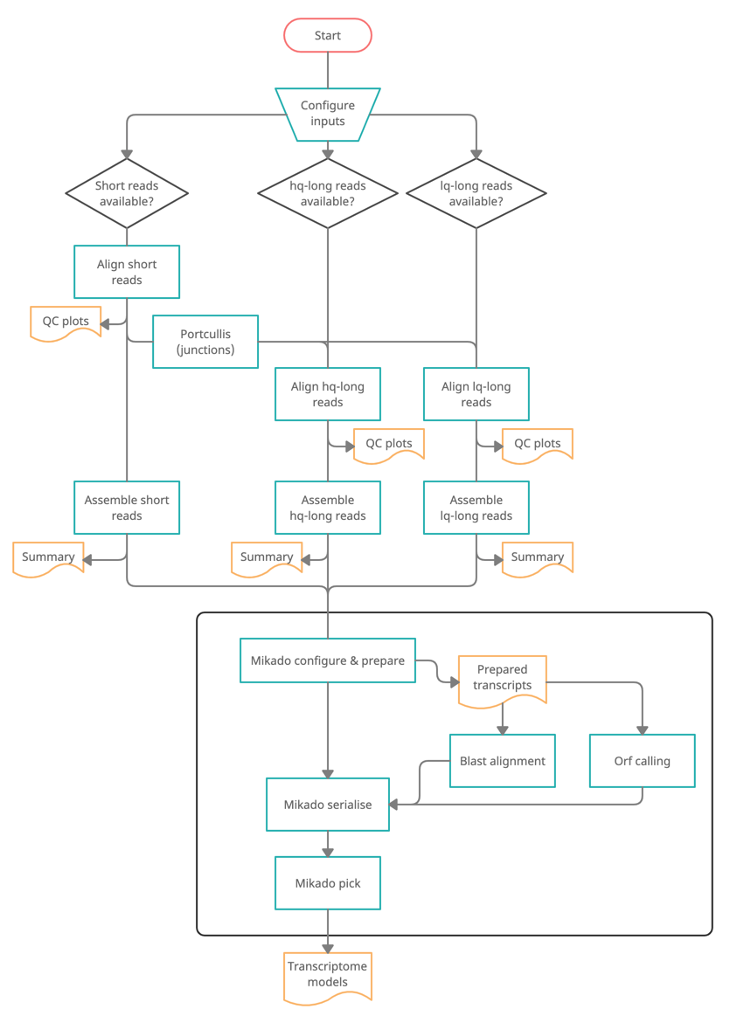 Start
Configure
inputs
Short reads
available?
hq-long reads
available?
lq-long reads
available?
Align short
reads
QC plots
Portcullis
(junctions)
Align hq-long
reads
Align lq-long
reads
QC plots
QC plots
Assemble short
reads
Assemble
hq-long reads
Assemble
lq-long reads
Summary
Summary
Summary
Mikado configure & prepare
Prepared
transcripts
Blast alignment
Orf calling
Mikado serialise
Mikado pick
Transcriptome
models